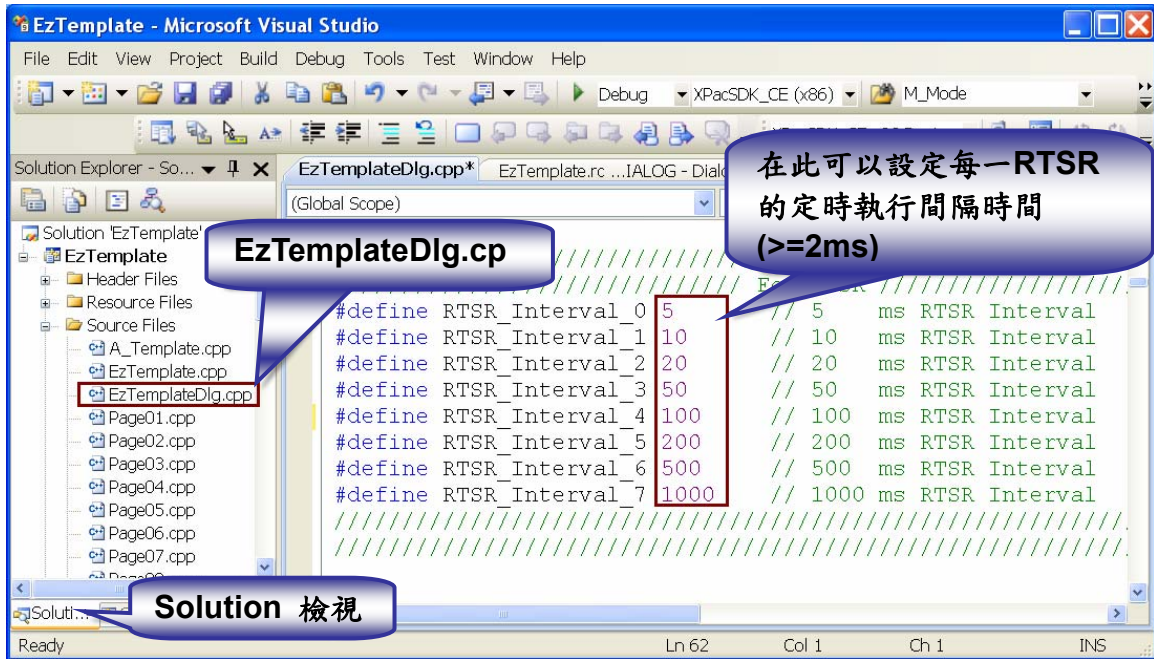 EzTemplate - Microsoft Visual Studio
File Edit View Project Build Debug Tools Test Window Help
Debug XPacSDK_CE (x86) M_Mode
Solution Explorer - So...
EzTemplateDlg.cpp* EzTemplate.rc ...IALOG - Dialo
(Global Scope)
在此可以設定每一RTSR
的定時執行間隔時間
(>=2ms)
Solution 'EzTemplate'
EzTemplate
Header Files
Resource Files
Source Files
A_Template.cpp
EzTemplate.cpp
EzTemplateDlg.cpp
Page01.cpp
Page02.cpp
Page03.cpp
Page04.cpp
Page05.cpp
Page06.cpp
Page07.cpp
EzTemplateDlg.cp
#define RTSR_Interval_0 5 // 5 ms RTSR Interval
#define RTSR_Interval_1 10 // 10 ms RTSR Interval
#define RTSR_Interval_2 20 // 20 ms RTSR Interval
#define RTSR_Interval_3 50 // 50 ms RTSR Interval
#define RTSR_Interval_4 100 // 100 ms RTSR Interval
#define RTSR_Interval_5 200 // 200 ms RTSR Interval
#define RTSR_Interval_6 500 // 500 ms RTSR Interval
#define RTSR_Interval_7 1000 // 1000 ms RTSR Interval
/////////////////////////////////////////////////
/////////////////////////////////////////////////
Soluti...
Solution 檢視
Ready Ln 62 Col 1 Ch 1 INS